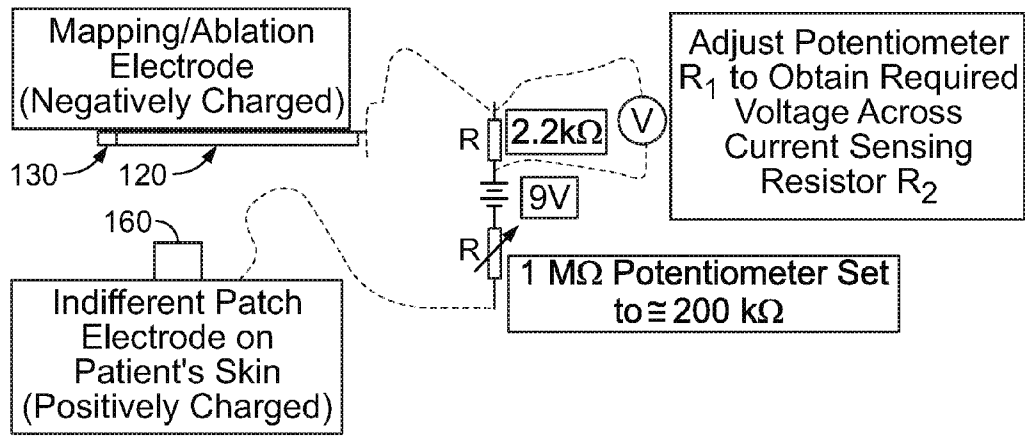 Mapping/Ablation
Electrode
(Negatively Charged)
130
120
160
Indifferent Patch
Electrode on
Patient's Skin
(Positively Charged)
R
2.2kΩ
V
9V
R
1 MΩ Potentiometer Set
to ≅ 200 kΩ
Adjust Potentiometer
R₁ to Obtain Required
Voltage Across
Current Sensing
Resistor R₂